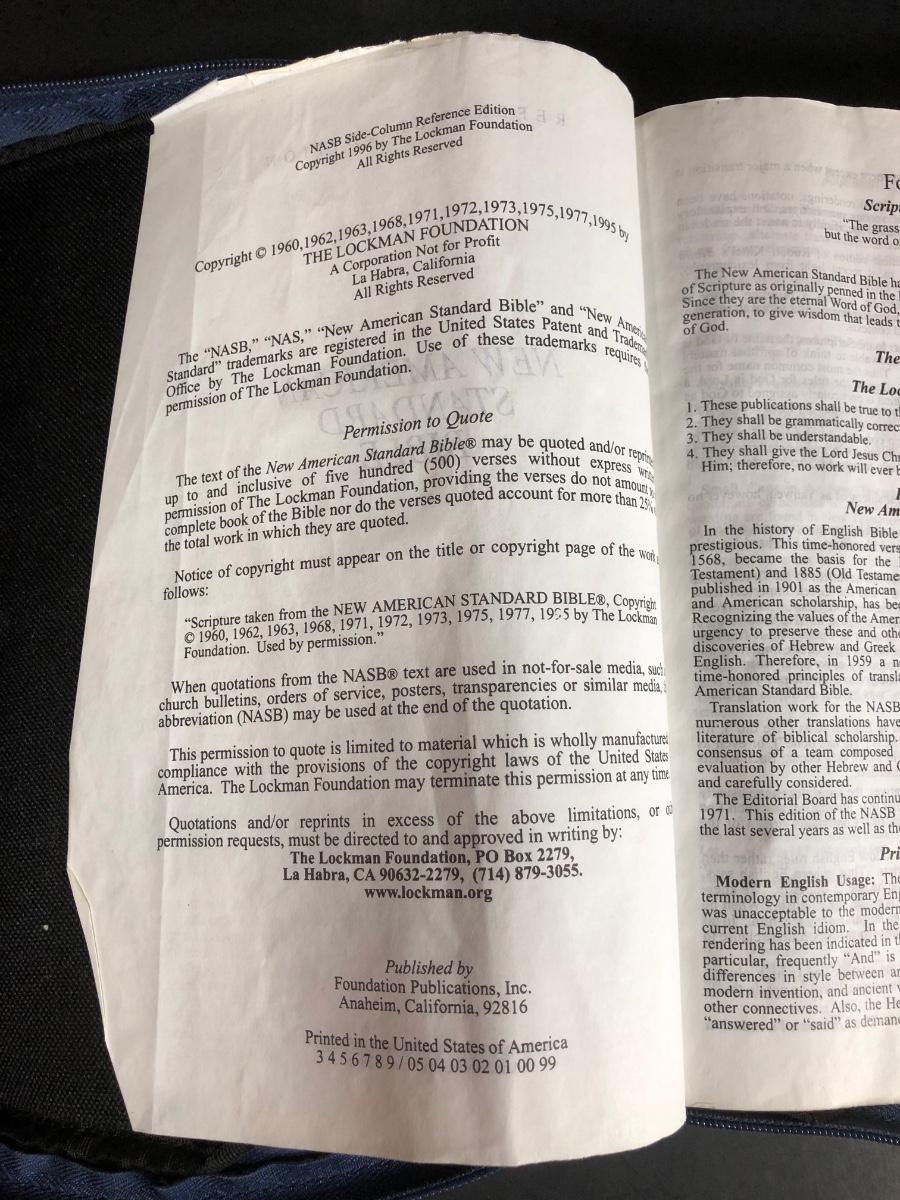 NASB Side-Column Reference Edition
Copyright 1996 by The Lockman Foundation
All Rights Reserved
Copyright © 1960,1962,1963,1968,1971,1972,1973,1975,1977,1995 by
THE LOCKMAN FOUNDATION
A Corporation Not for Profit
La Habra, California
All Rights Reserved
The “NASB,” “NAS,” “New American Standard Bible” and “New
Standard” trademarks are registered in the United States Patent and
Office by The Lockman Foundation. Use of these trademarks requires
permission of The Lockman Foundation.
Permission to Quote
The text of the New American Standard Bible® may be quoted and/or
up to and inclusive of five hundred (500) verses without express
permission of The Lockman Foundation, providing the verses do not amount
complete book of the Bible nor do the verses quoted account for more than 25%
the total work in which they are quoted.
Notice of copyright must appear on the title or copyright page of the work
follows:
“Scripture taken from the NEW AMERICAN STANDARD BIBLE®, Copyright
© 1960, 1962, 1963, 1968, 1971, 1972, 1973, 1975, 1977, 1995 by The Lockman
Foundation. Used by permission.”
When quotations from the NASB® text are used in not-for-sale media,
church bulletins, orders of service, posters, transparencies or similar media,
abbreviation (NASB) may be used at the end of the quotation.
This permission to quote is limited to material which is wholly
compliance with the provisions of the copyright laws of the United States
America. The Lockman Foundation may terminate this permission at any time.
Quotations and/or reprints in excess of the above limitations, or
permission requests, must be directed to and approved in writing by:
The Lockman Foundation, PO Box 2279,
La Habra, CA 90632-2279, (714) 879-3055.
www.lockman.org
Published by
Foundation Publications, Inc.
Anaheim, California, 92816
Printed in the United States of America
3 4 5 6 7 8 9 / 05 04 03 02 01 00 99
“The grass
but the word
The New American Standard Bible
of Scripture as originally penned in the
Since they are the eternal Word of God,
generation, to give wisdom that leads
of God.
The
1. These publications shall be true to
2. They shall be grammatically
3. They shall be understandable.
4. They shall give the Lord Jesus
Him; therefore, no work will ever
New
In the history of English Bible
prestigious. This time-honored
1568, became the basis for the
Testament) and 1885 (Old
published in 1901 as the American
and American scholarship, has
Recognizing the values of the
urgency to preserve these and
discoveries of Hebrew and Greek
English. Therefore, in 1959 a
time-honored principles of
American Standard Bible.
Translation work for the NASB
numerous other translations have
literature of biblical scholarship.
consensus of a team composed
evaluation by other Hebrew and
and carefully considered.
The Editorial Board has
1971. This edition of the NASB
the last several years as well as
Modern English Usage:
terminology in contemporary
was unacceptable to the modern
current English idiom. In the
rendering has been indicated in
particular, frequently “And” is
differences in style between
modern invention, and ancient
other connectives. Also, the
“answered” or “said” as